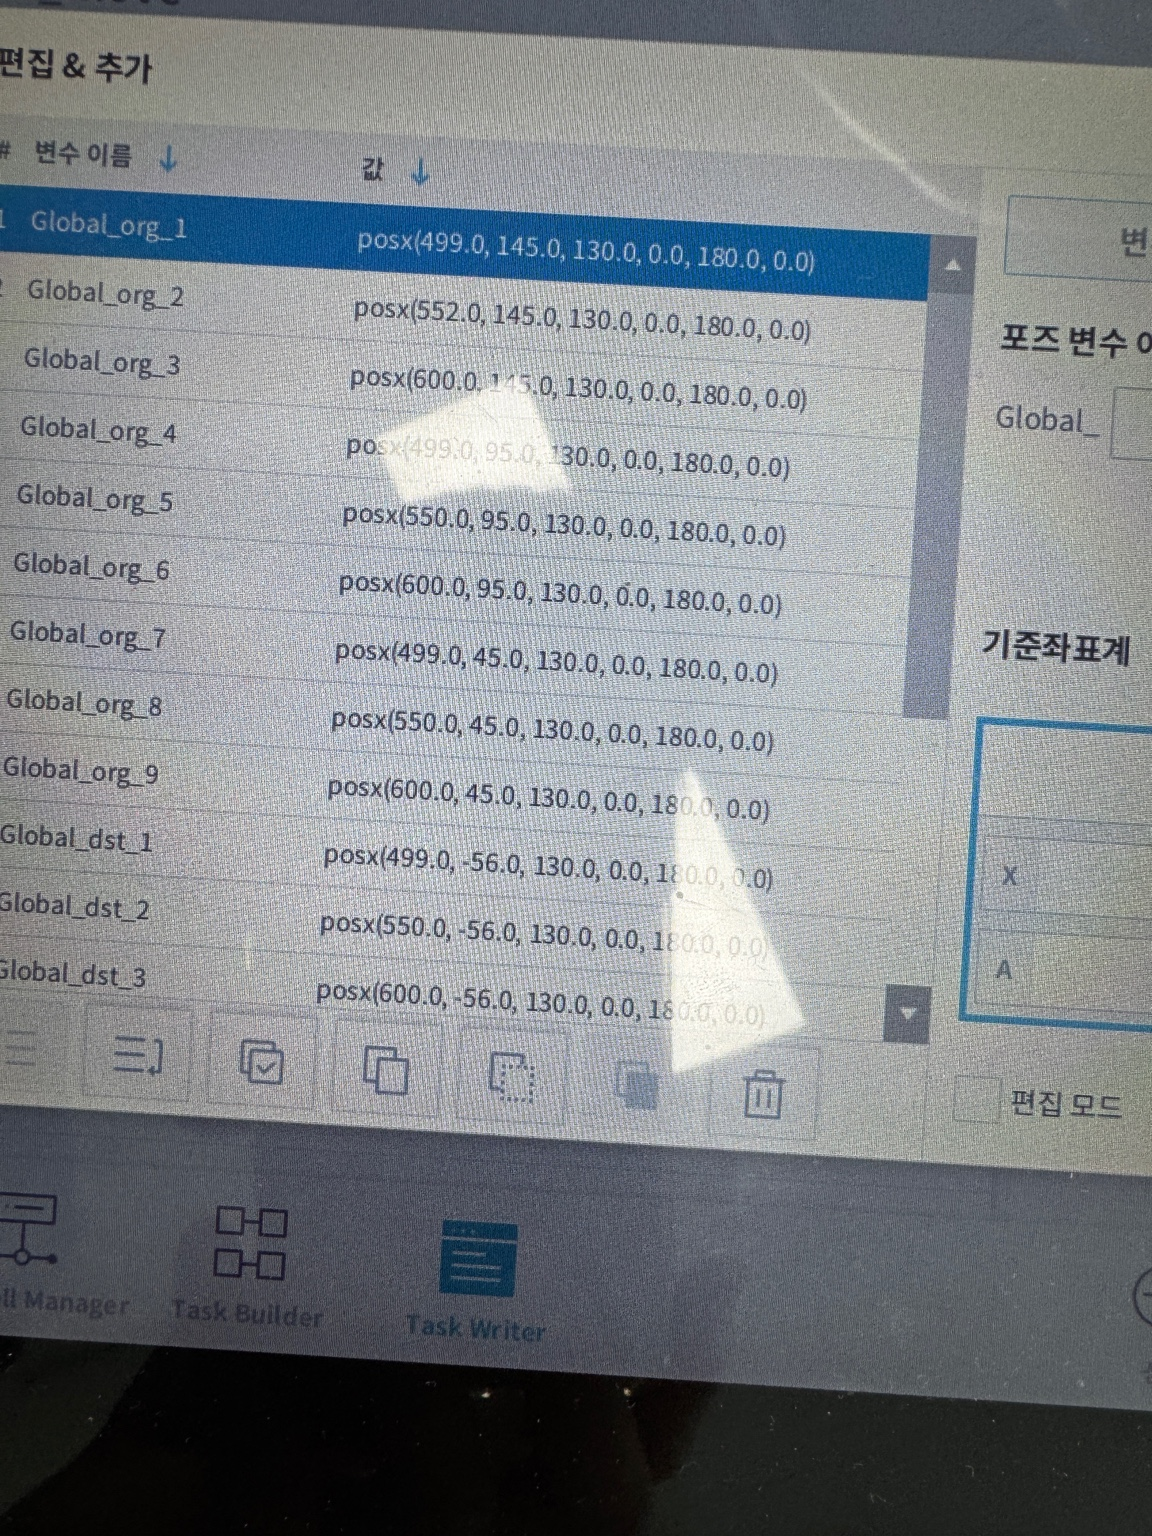 편집 & 추가
# 변수 이름 값
1 Global_org_1 posx(499.0, 145.0, 130.0, 0.0, 180.0, 0.0)
Global_org_2 posx(552.0, 145.0, 130.0, 0.0, 180.0, 0.0)
Global_org_3 posx(600.0, 145.0, 130.0, 0.0, 180.0, 0.0)
Global_org_4 posx(499.0, 95.0, 130.0, 0.0, 180.0, 0.0)
Global_org_5 posx(550.0, 95.0, 130.0, 0.0, 180.0, 0.0)
Global_org_6 posx(600.0, 95.0, 130.0, 0.0, 180.0, 0.0)
Global_org_7 posx(499.0, 45.0, 130.0, 0.0, 180.0, 0.0)
Global_org_8 posx(550.0, 45.0, 130.0, 0.0, 180.0, 0.0)
Global_org_9 posx(600.0, 45.0, 130.0, 0.0, 180.0, 0.0)
Global_dst_1 posx(499.0, -56.0, 130.0, 0.0, 180.0, 0.0)
Global_dst_2 posx(550.0, -56.0, 130.0, 0.0, 180.0, 0.0)
Global_dst_3 posx(600.0, -56.0, 130.0, 0.0, 180.0, 0.0)
변
포즈 변수 이
Global_
기준좌표계
X
A
편집 모드
ll Manager
Task Builder
Task Writer